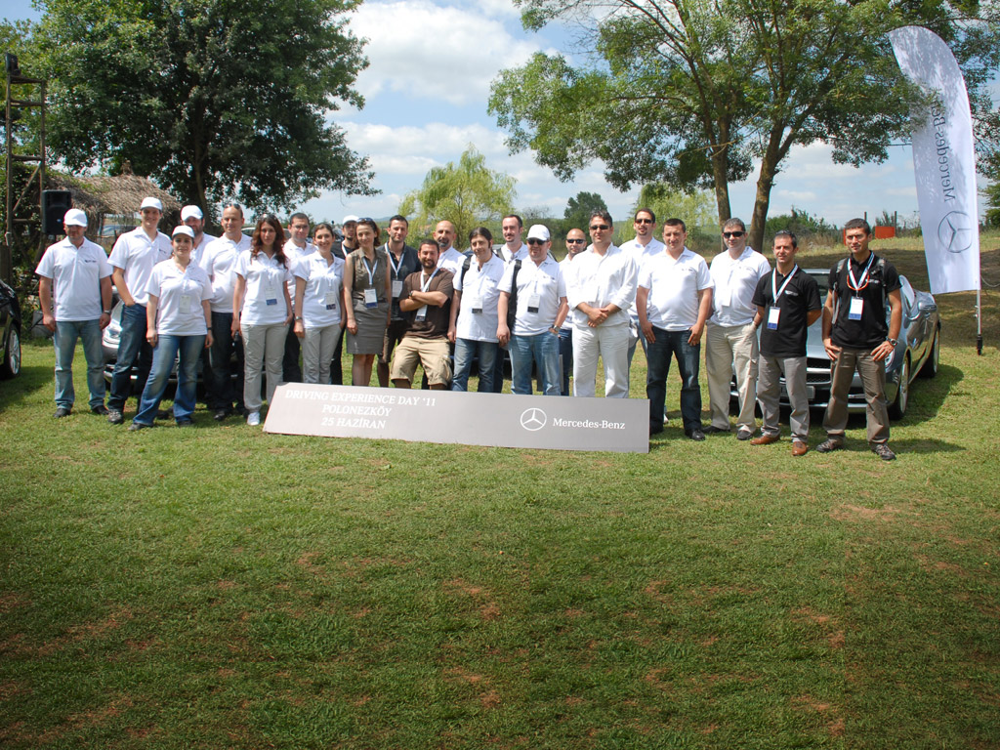 Mercedes-Benz
DRIVING EXPERIENCE DAY '11
POLONEZKÖY
25 HAZİRAN
Mercedes-Benz